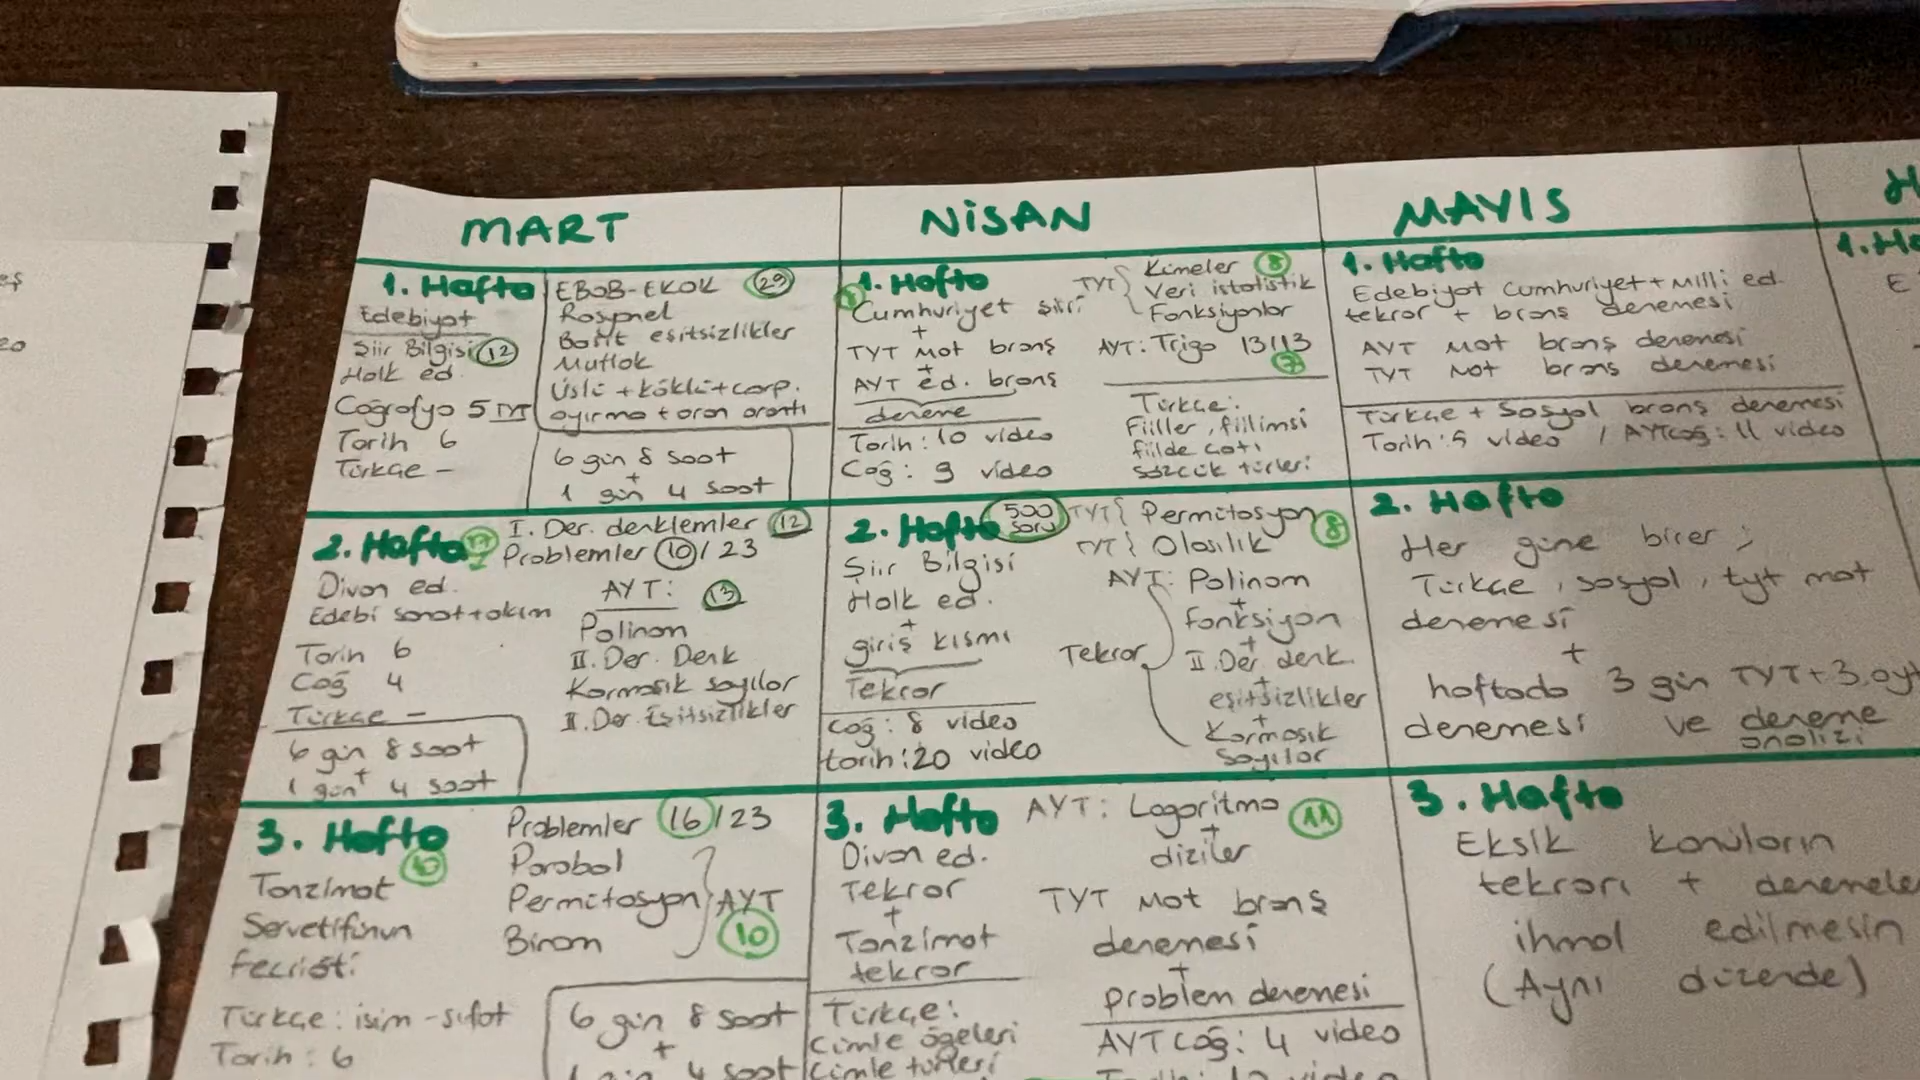 MART
1. Hafta
Edebiyat
Şiir Bilgisi 12
Halk ed.
Coğrafya 5 TYT
Tarih 6
Türkçe -
EBOB-EKOK 29
Rasyonel
Basit eşitsizlikler
Mutlak
Üslü + köklü + çarp.
ayırma + oran orantı
6 gün 8 saat
+
1 gün 4 saat
2. Hafta
Divan ed.
Edebi sanat + akım
Tarih 6
Coğ 4
Türkçe -
6 gün 8 saat
+
1 gün 4 saat
I. Der. denklemler 12
Problemler 10/23
AYT: 13
Polinom
II. Der. Denk
Karmaşık sayılar
II. Der. Eşitsizlikler
3. Hafta
10
Tanzimat
Servetifünun
Fecriati
Türkçe: isim - sıfat
Tarih: 6
Problemler 16/23
Parabol
Permütasyon AYT
Binom 10
6 gün 8 saat
+
1 gün 4 saat
NİSAN
1. Hafta
Cumhuriyet şiiri
+
TYT Mat branş
+
AYT ed. branş
deneme
Tarih: 10 video
Coğ: 9 video
TYT Kümeler 8
Veri istatistik
Fonksiyonlar
AYT: Trigo 13/13
7
Türkçe:
Fiiller, fiilimsi
fiilde çatı
sözcük türleri
2. Hafta 500 soru
Şiir Bilgisi
Halk ed.
+
giriş kısmı
Tekrar
coğ: 8 video
tarih: 20 video
TYT{ Permütasyon 8
TYT{ Olasılık
AYT: Polinom
+
fonksiyon
+
Tekrar II. Der denk.
+
eşitsizlikler
+
Karmaşık
Sayılar
3. Hafta
Divan ed.
Tekrar
+
Tanzimat
tekrar
Türkçe:
Cümle ögeleri
Cümle türleri
AYT: Logaritma 11
+
diziler
TYT Mat branş
denemesi
+
problem denemesi
AYT coğ: 4 video
MAYIS
1. Hafta
Edebiyat Cumhuriyet + Milli ed.
tekrar + branş denemesi
AYT Mat branş denemesi
TYT Mat branş denemesi
Türkçe + Sosyal branş denemesi
Tarih: 5 video / AYT coğ: 11 video
2. Hafta
Her güne birer;
Türkçe, sosyal, tyt mat
denemesi
+
haftada 3 gün TYT + 3 ayt
denemesi ve deneme
analizi
3. Hafta
Eksik konuların
tekrarı + denemeler
ihmal edilmesin
(Aynı düzende)